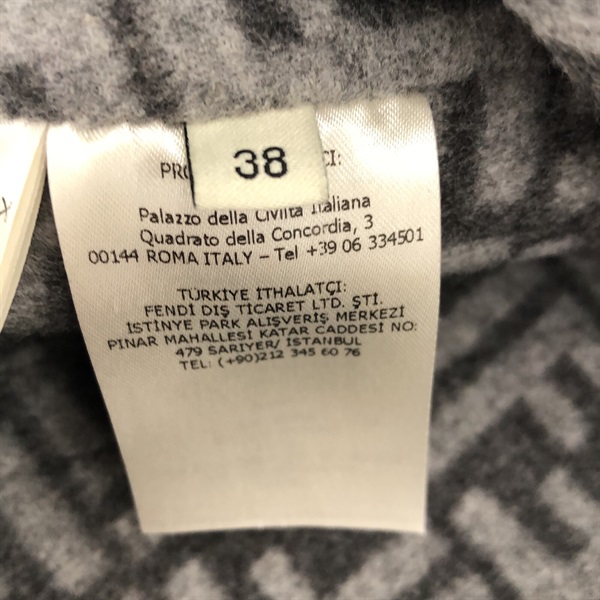 38
Palazzo della Civiltà Italiana
Quadrato della Concordia, 3
00144 ROMA ITALY – Tel +39 06 334501
TÜRKİYE İTHALATÇI:
FENDİ DIŞ TİCARET LTD. ŞTİ.
İSTİNYE PARK ALIŞVERİŞ MERKEZİ
PINAR MAHALLESİ KATAR CADDESİ NO:
479 SARIYER/ İSTANBUL
TEL: (+90)212 345 60 76